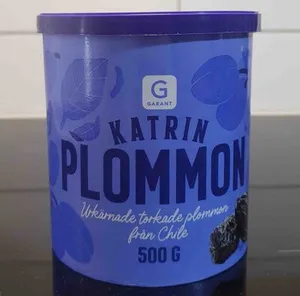 G
GARANT
KATRIN
PLOMMON
Urkärnade torkade plommon
från Chile
500 G